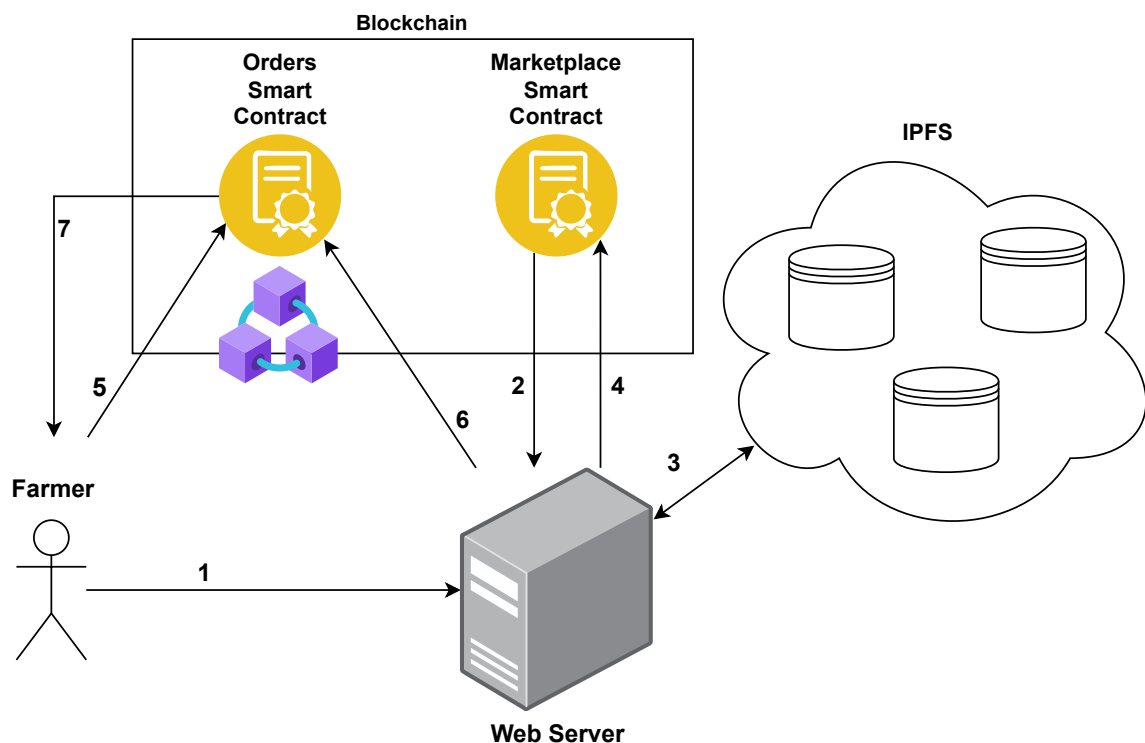 Blockchain
Orders
Smart
Contract
Marketplace
Smart
Contract
IPFS
7
5
6
2
4
3
Farmer
1
Web Server